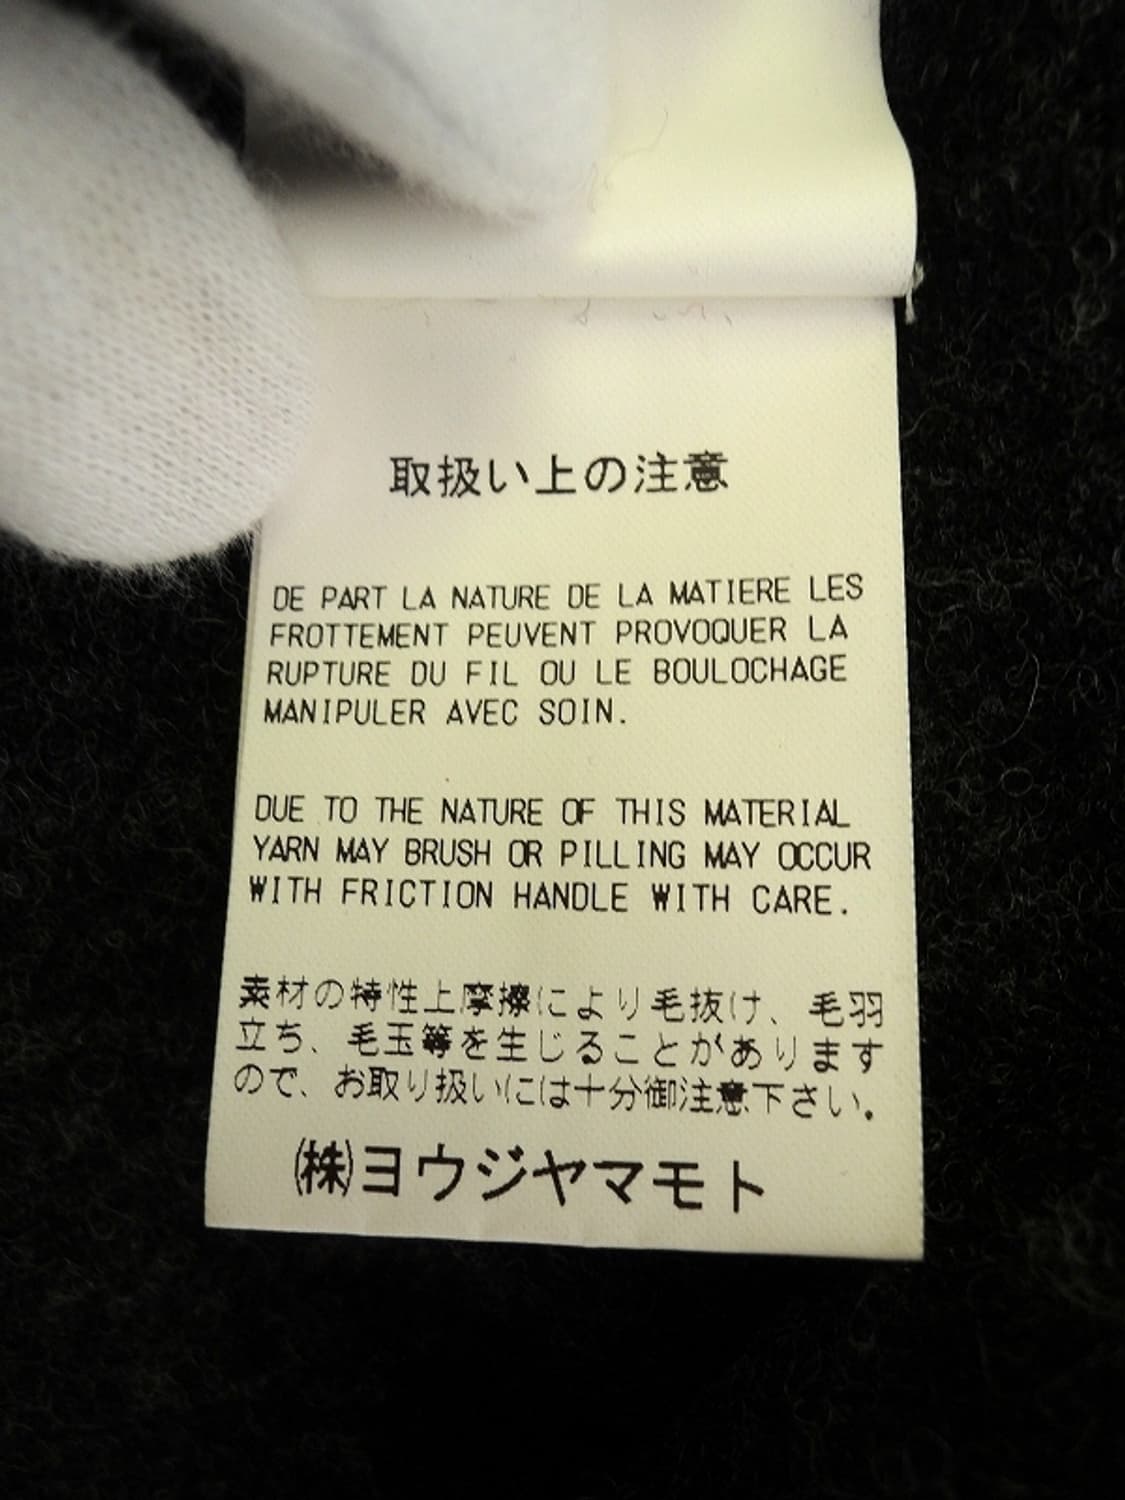 取扱い上の注意
DE PART LA NATURE DE LA MATIERE LES
FROTTEMENT PEUVENT PROVOQUER LA
RUPTURE DU FIL OU LE BOULOCHAGE
MANIPULER AVEC SOIN.
DUE TO THE NATURE OF THIS MATERIAL
YARN MAY BRUSH OR PILLING MAY OCCUR
WITH FRICTION HANDLE WITH CARE.
素材の特性上摩擦により毛抜け、毛羽
立ち、毛玉等を生じることがあります
ので、お取り扱いには十分御注意下さい。
㈱ヨウジヤマモト